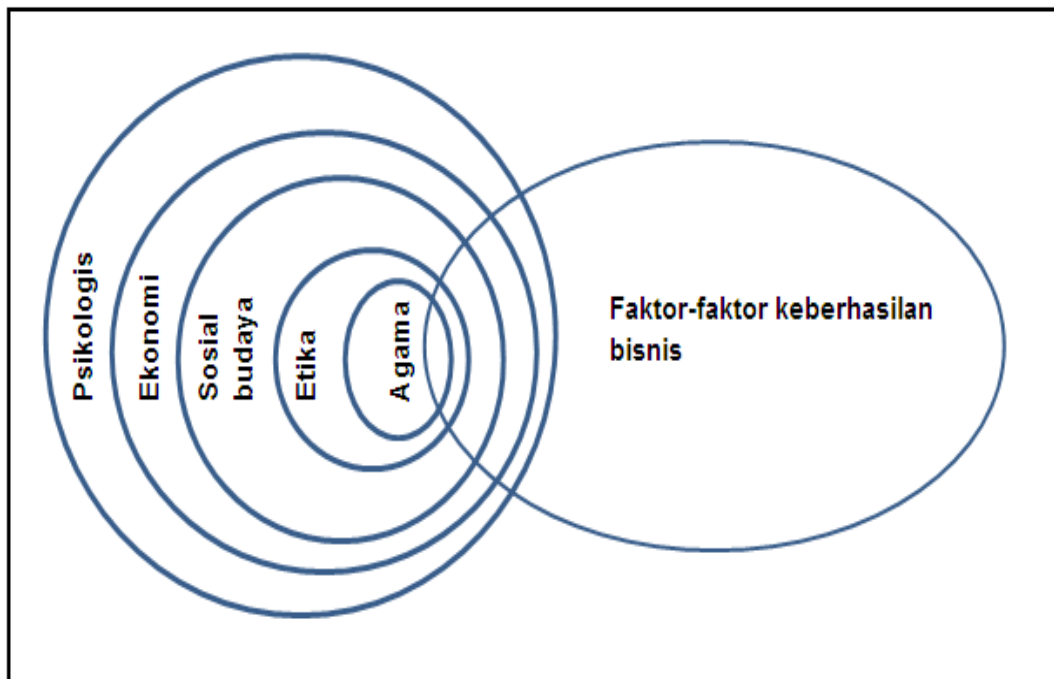 Psikologis
Ekonomi
Sosial
budaya
Etika
Agama
Faktor-faktor keberhasilan
bisnis